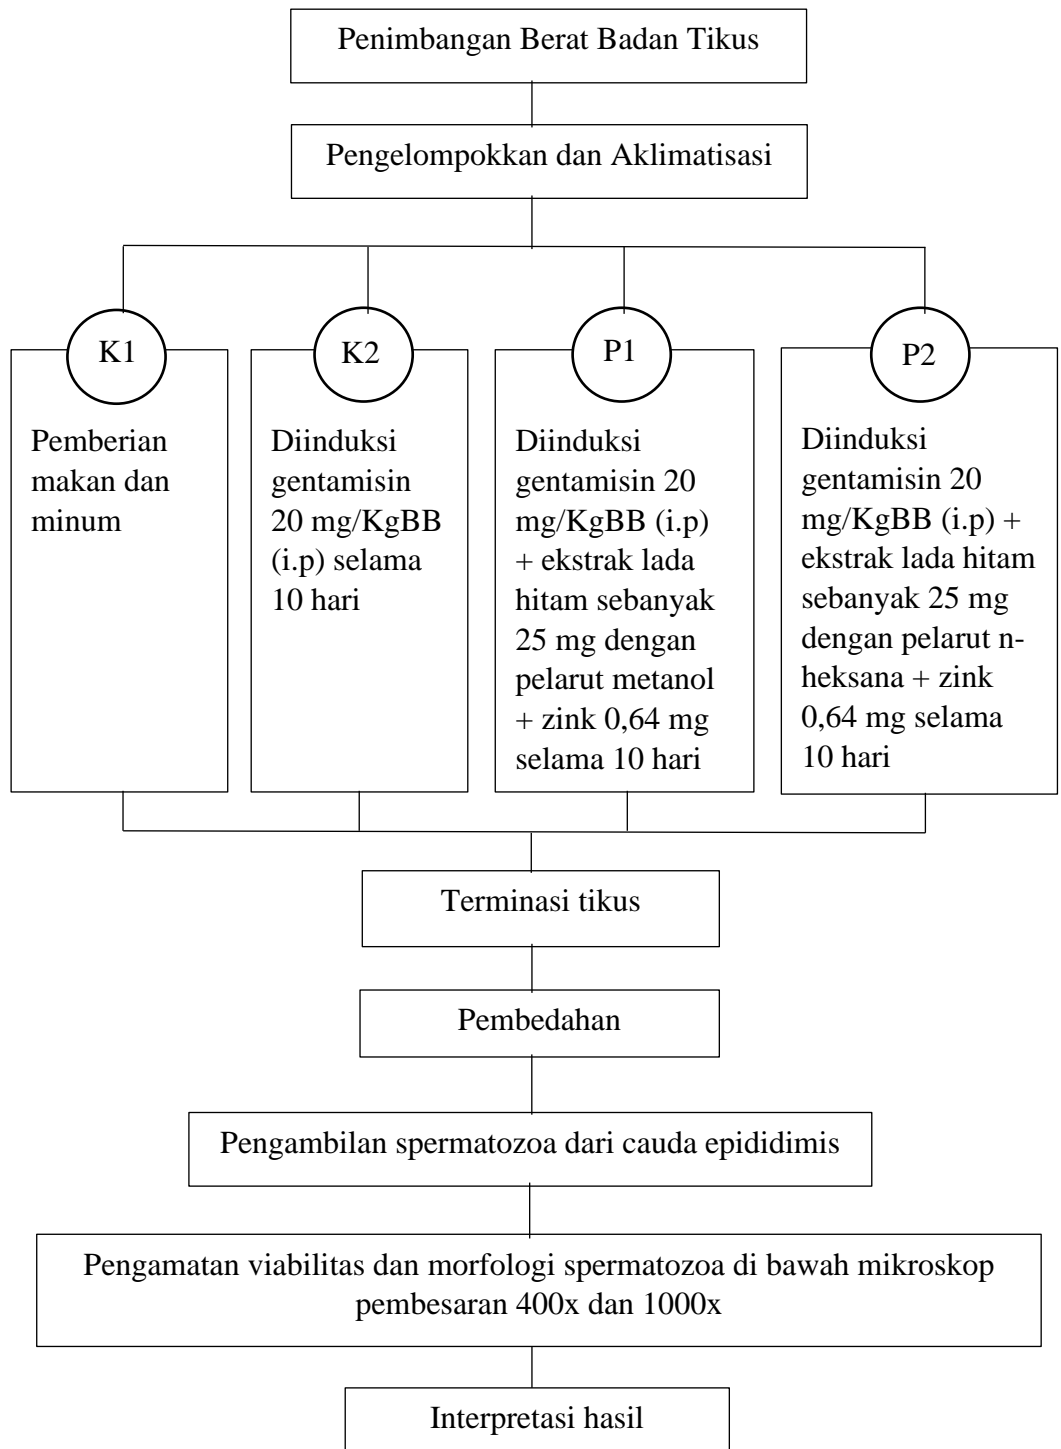 Penimbangan Berat Badan Tikus
Pengelompokkan dan Aklimatisasi
K1
Pemberian
makan dan
minum
K2
Diinduksi
gentamisin
20 mg/KgBB
(i.p) selama
10 hari
P1
Diinduksi
gentamisin 20
mg/KgBB (i.p)
+ ekstrak lada
hitam sebanyak
25 mg dengan
pelarut metanol
+ zink 0,64 mg
selama 10 hari
P2
Diinduksi
gentamisin 20
mg/KgBB (i.p) +
ekstrak lada hitam
sebanyak 25 mg
dengan pelarut n-
heksana + zink
0,64 mg selama
10 hari
Terminasi tikus
Pembedahan
Pengambilan spermatozoa dari cauda epididimis
Pengamatan viabilitas dan morfologi spermatozoa di bawah mikroskop
pembesaran 400x dan 1000x
Interpretasi hasil